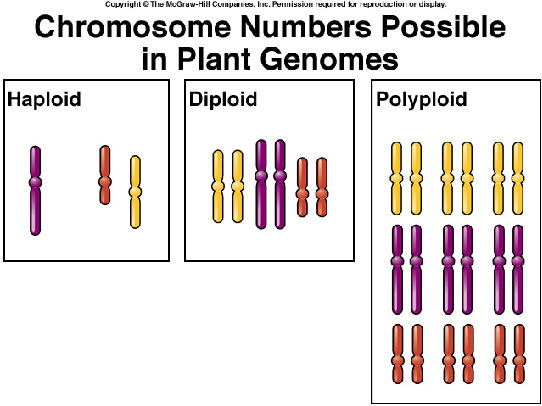 Copyright © The McGraw-Hill Companies, Inc. Permission required for reproduction or display.
Chromosome Numbers Possible
in Plant Genomes
Haploid
Diploid
Polyploid